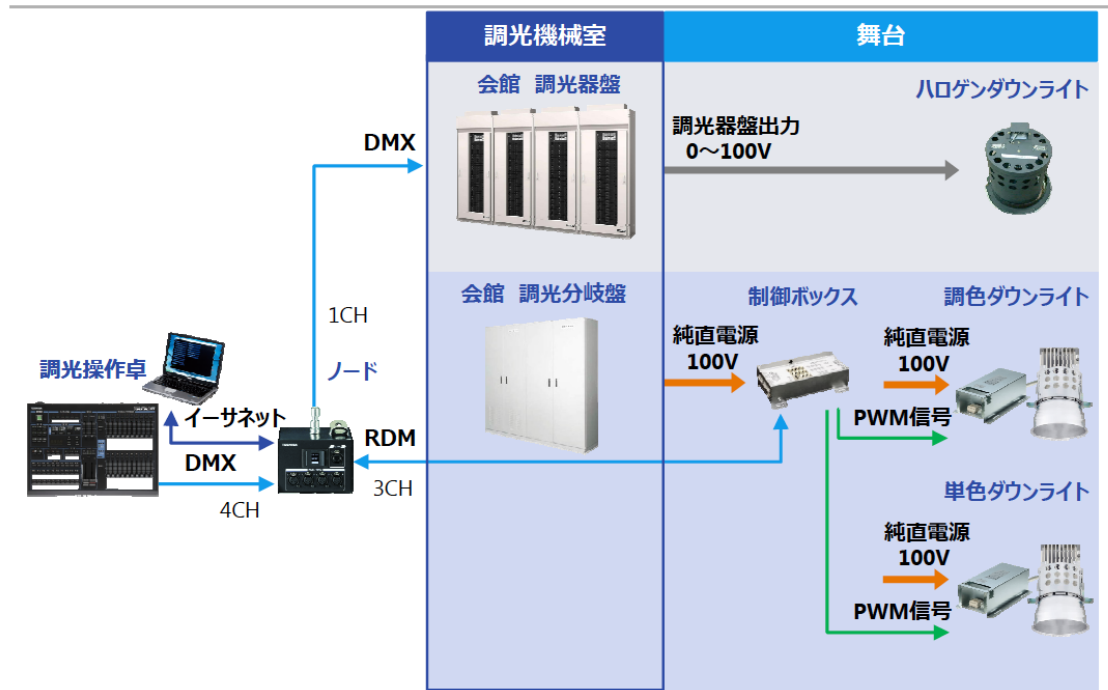 調光機械室
舞台
会館 調光器盤
ハロゲンダウンライト
DMX
調光器盤出力
0～100V
会館 調光分岐盤
制御ボックス
調色ダウンライト
1CH
純直電源
100V
純直電源
100V
調光操作卓
ノード
イーサネット
RDM
PWM信号
DMX
3CH
4CH
単色ダウンライト
純直電源
100V
PWM信号